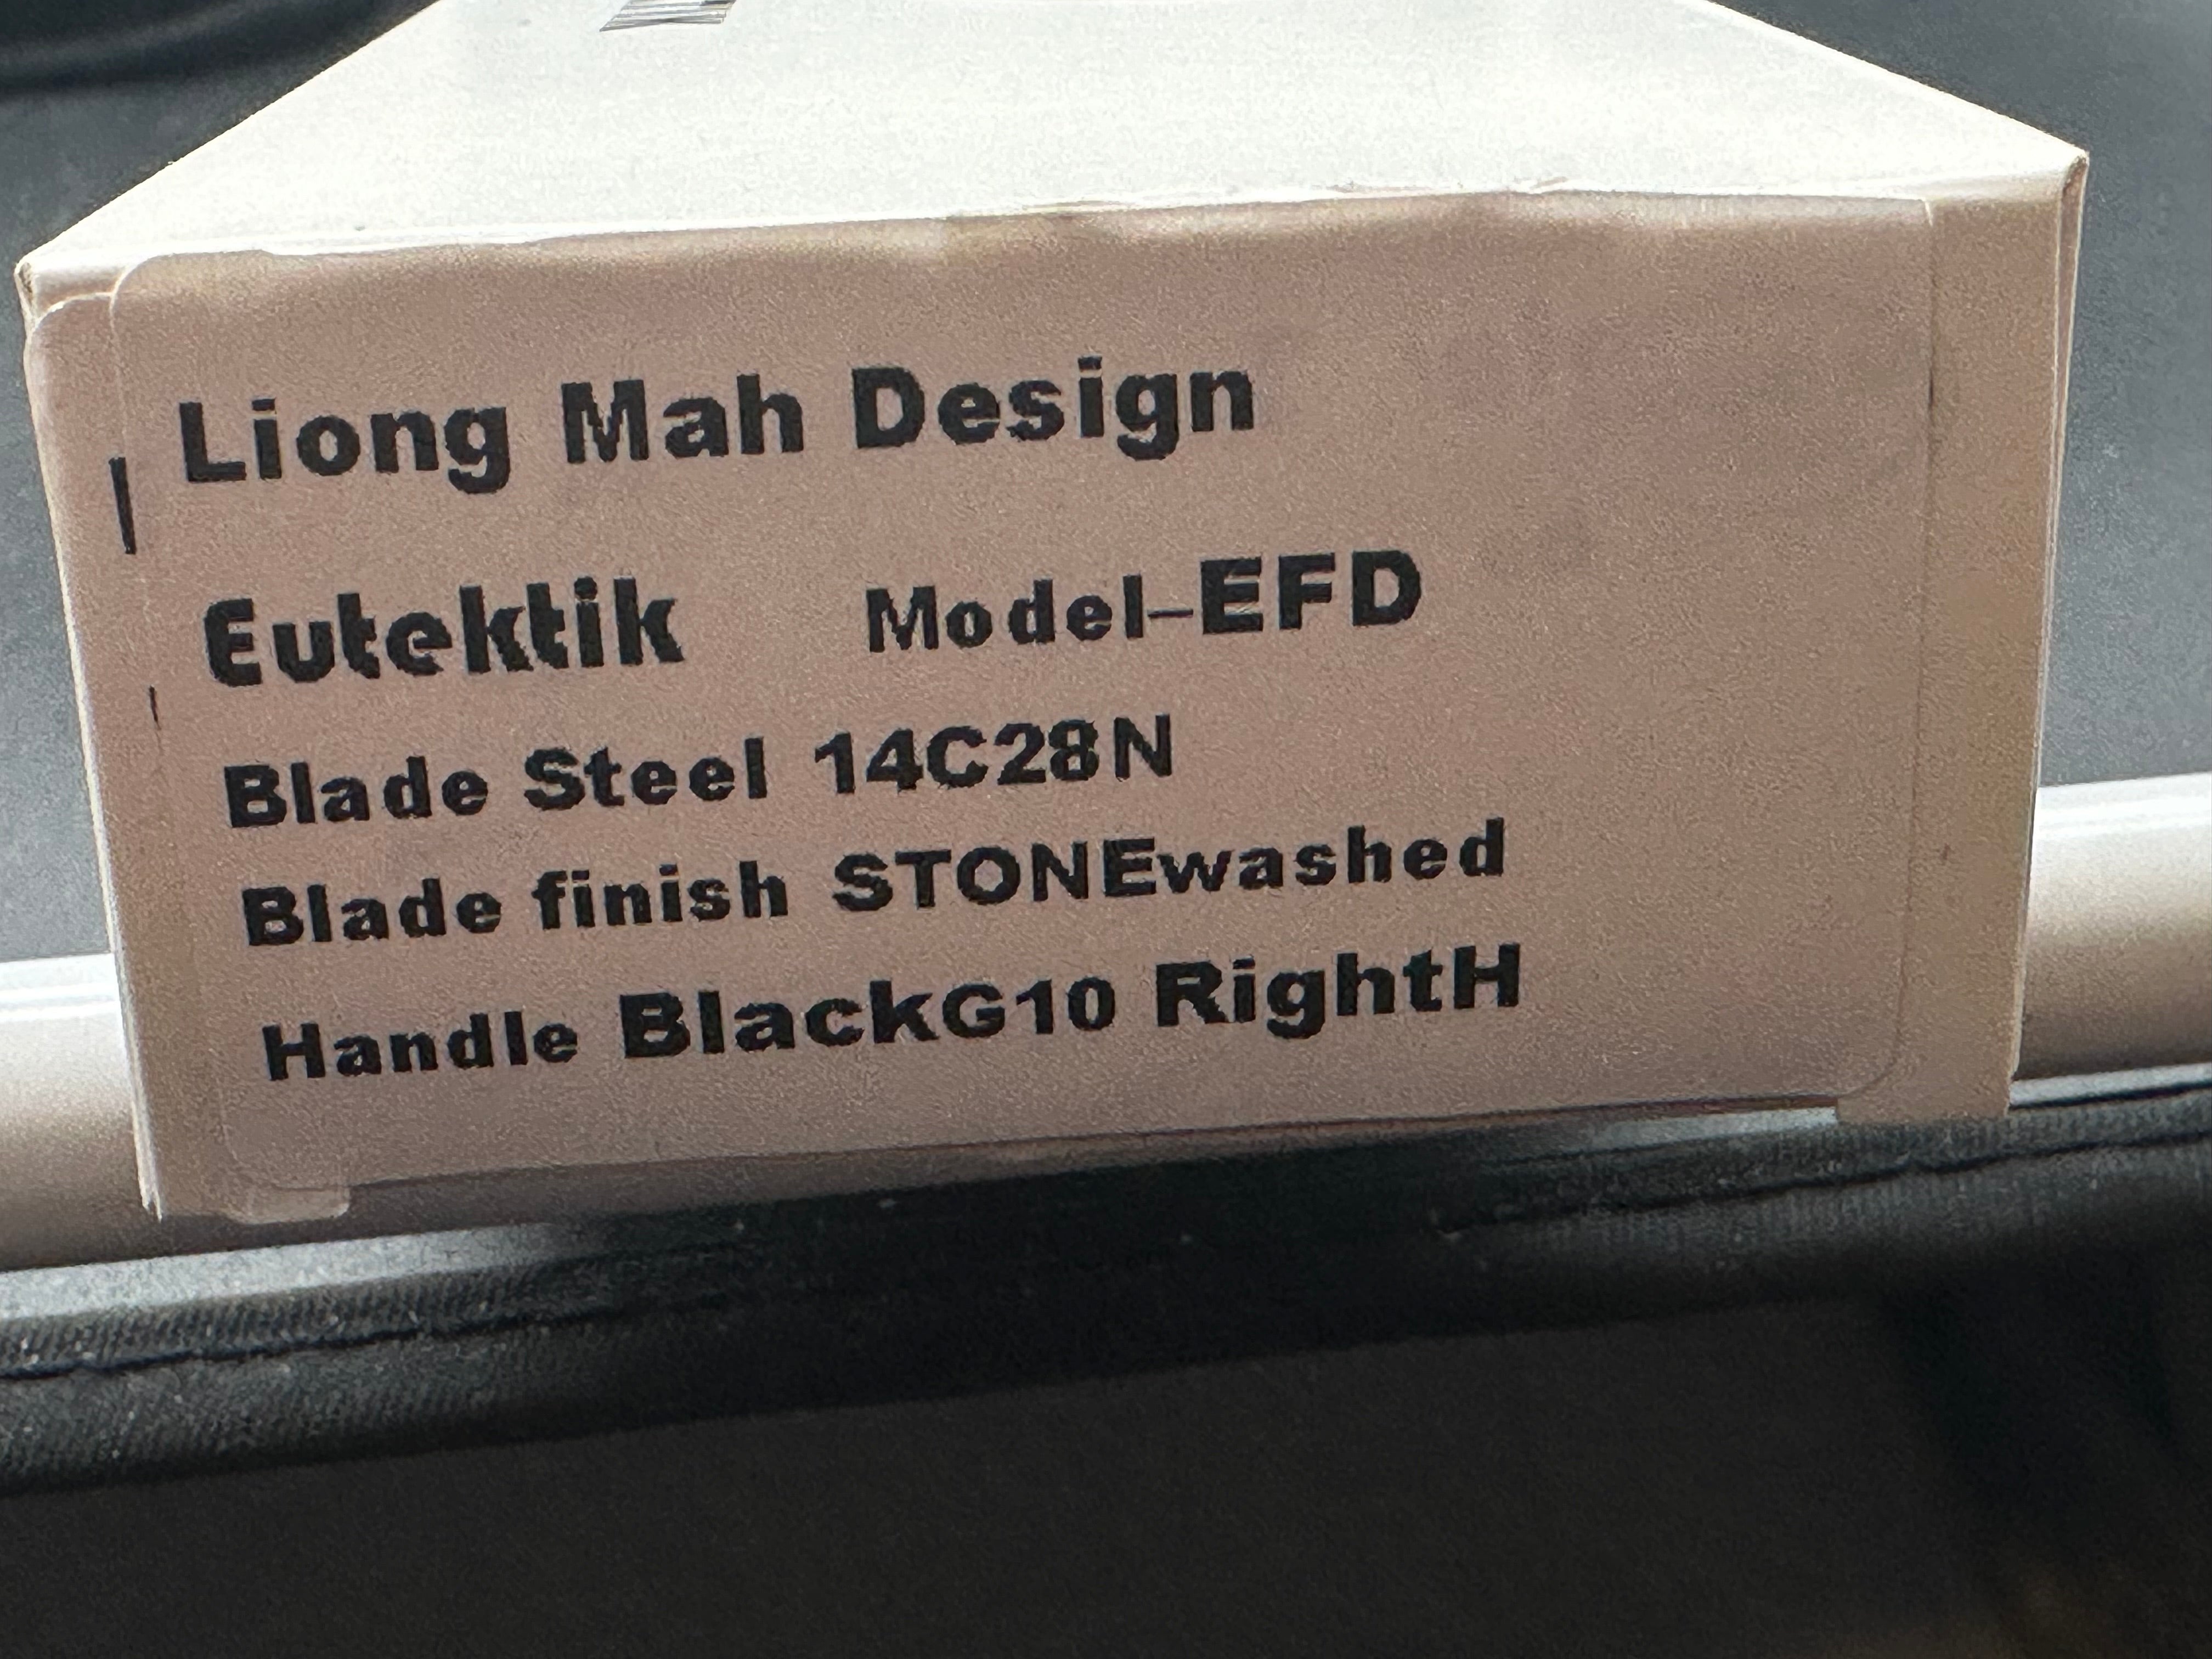 Liong Mah Design
Eutektik Model-EFD
Blade Steel 14C28N
Blade finish STONEwashed
Handle BlackG10 RightH